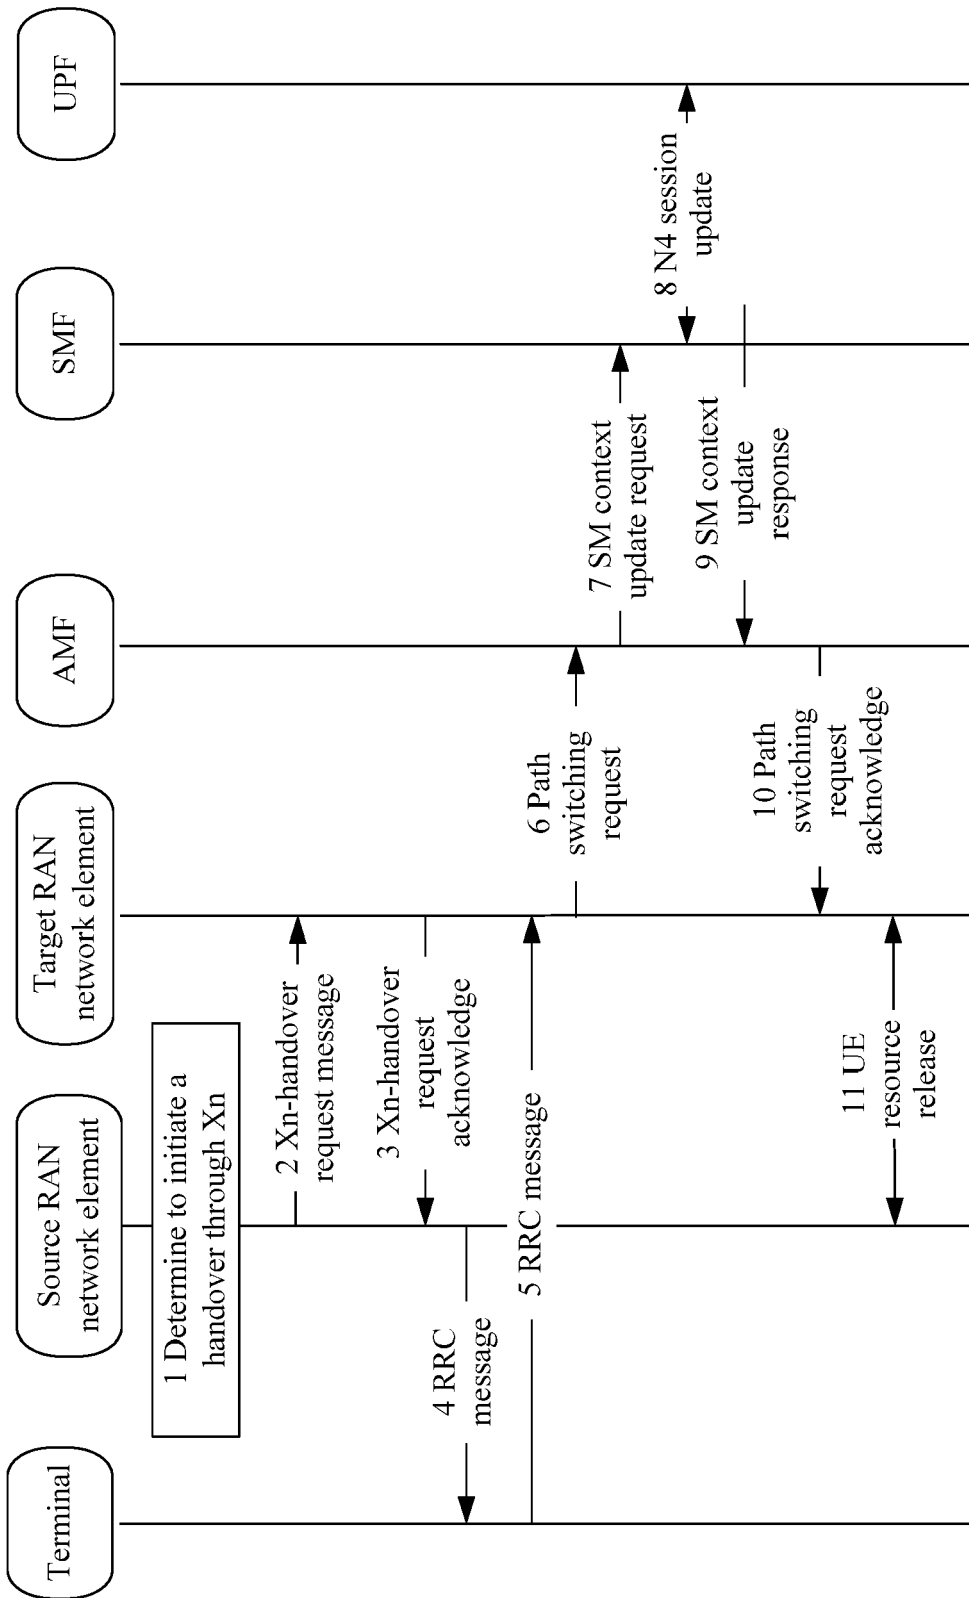 Terminal
Source RAN
network element
Target RAN
network element
AMF
SMF
UPF
1 Determine to initiate a
handover through Xn
2 Xn-handover
request message
3 Xn-handover
request
acknowledge
4 RRC
message
5 RRC message
6 Path
switching
request
7 SM context
update request
8 N4 session
update
9 SM context
update
response
10 Path
switching
request
acknowledge
11 UE
resource
release